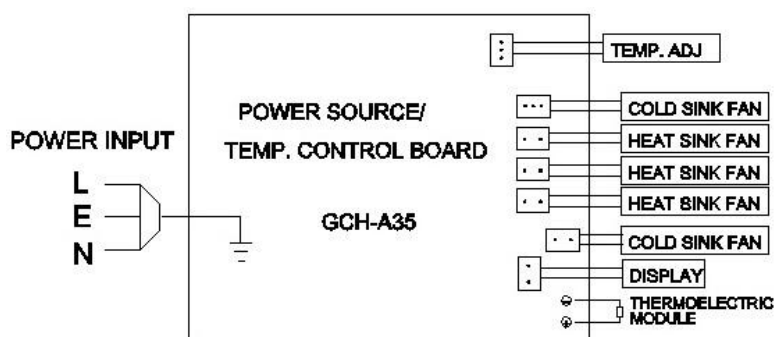 TEMP. ADJ
POWER SOURCE/
TEMP. CONTROL BOARD
GCH-A35
POWER INPUT
L
E
N
COLD SINK FAN
HEAT SINK FAN
HEAT SINK FAN
HEAT SINK FAN
COLD SINK FAN
DISPLAY
THERMOELECTRIC
MODULE